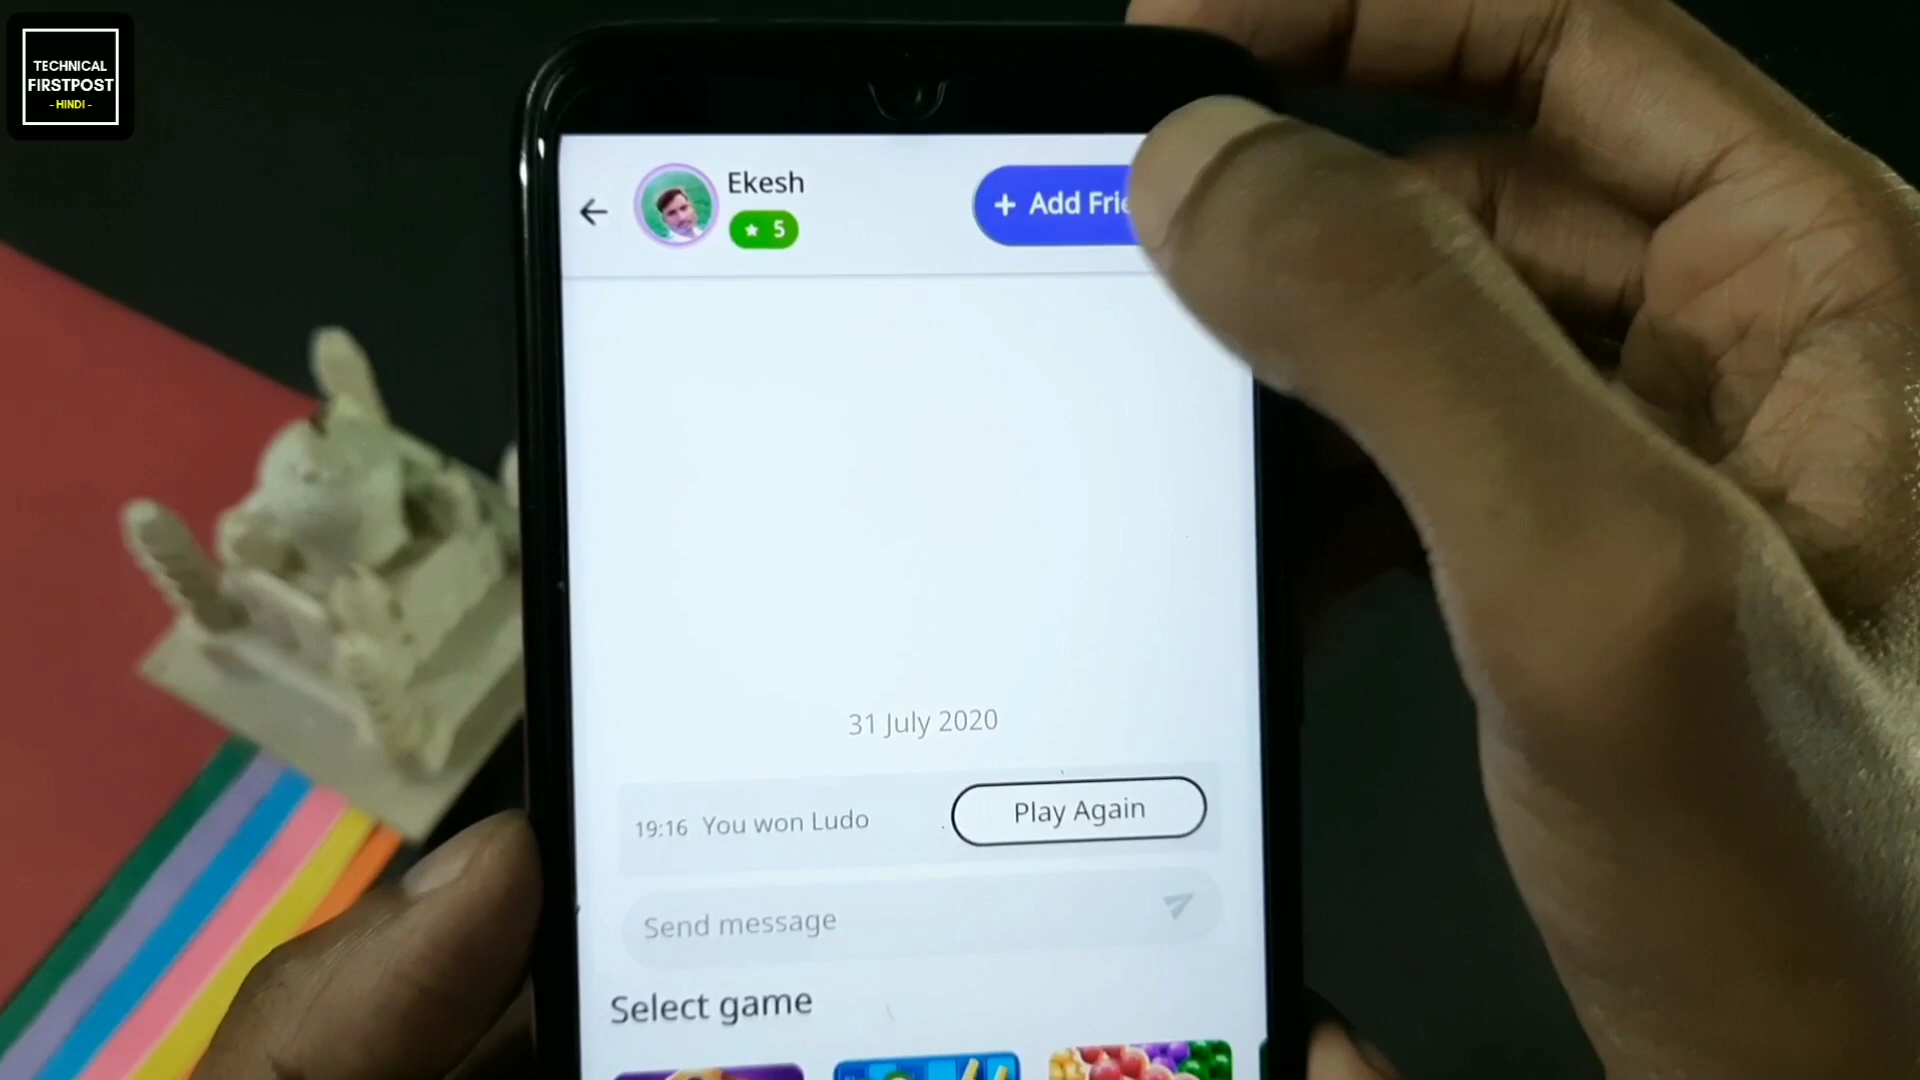 TECHNICAL
FIRSTPOST
- HINDI -
Ekesh
5
+ Add
31 July 2020
19:16 You won Ludo
Play Again
Send message
Select game